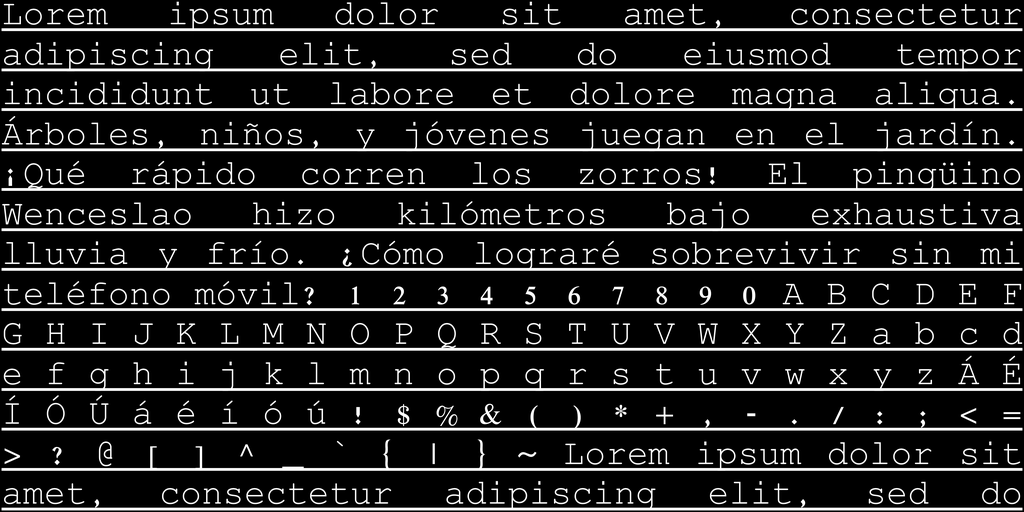 Lorem ipsum dolor sit amet, consectetur
adipiscing elit, sed do eiusmod tempor
incididunt ut labore et dolore magna aliqua.
Árboles, niños, y jóvenes juegan en el jardín.
¡Qué rápido corren los zorros! El pingüino
Wenceslao hizo kilómetros bajo exhaustiva
lluvia y frío. ¿Cómo lograré sobrevivir sin mi
teléfono móvil? 1 2 3 4 5 6 7 8 9 0 A B C D E F
G H I J K L M N O P Q R S T U V W X Y Z a b c d
e f g h i j k l m n o p q r s t u v w x y z Á É
Í Ó Ú á é í ó ú ! $ % & ( ) * + , - . / : ; < =
> ? @ [ ] ^ _ ` { | } ~ Lorem ipsum dolor sit
amet, consectetur adipiscing elit, sed do